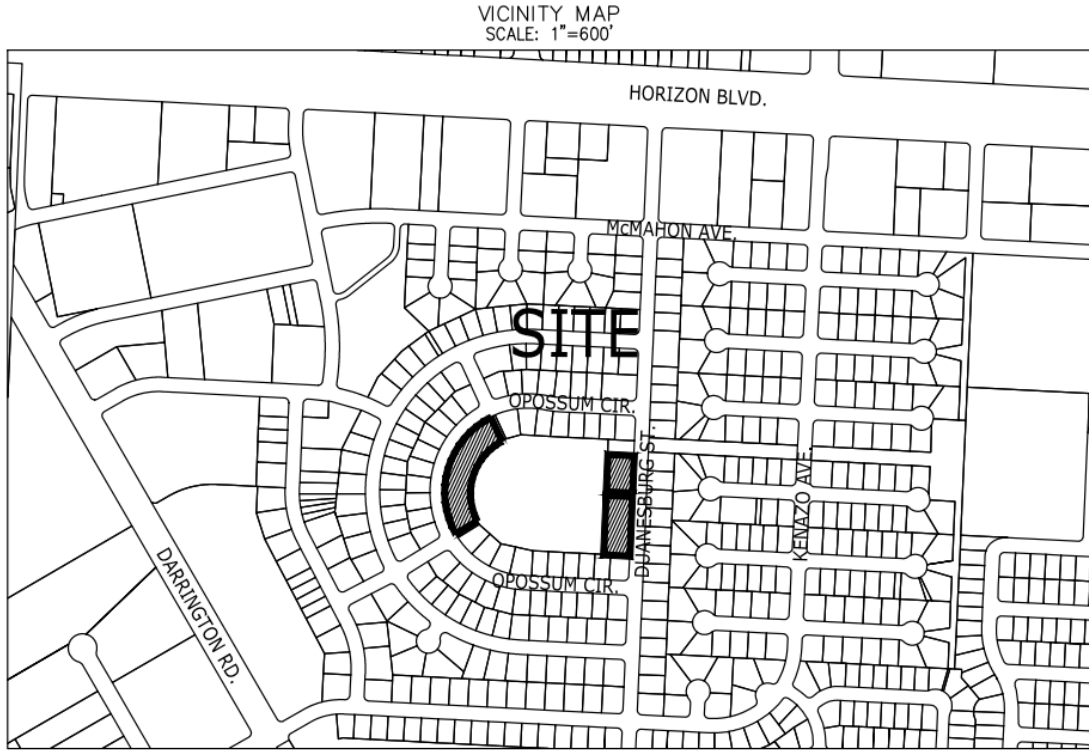 VICINITY MAP
SCALE: 1"=600'
HORIZON BLVD.
McMAHON AVE.
SITE
OPOSSUM CIR.
DUANESBURG ST.
KENAZO AVE.
DARRINGTON RD.
OPOSSUM CIR.